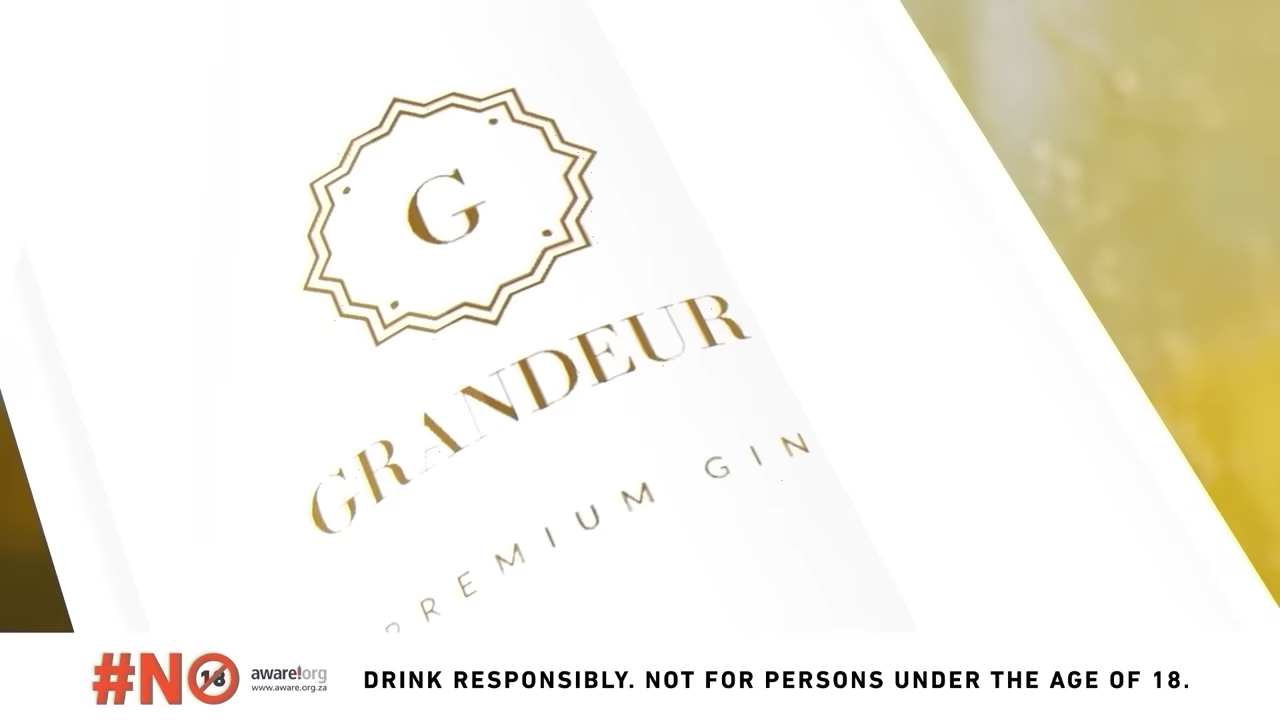 G
GRANDEUR
PREMIUM GIN
#NO 18
aware!org
www.aware.org.za
DRINK RESPONSIBLY. NOT FOR PERSONS UNDER THE AGE OF 18.